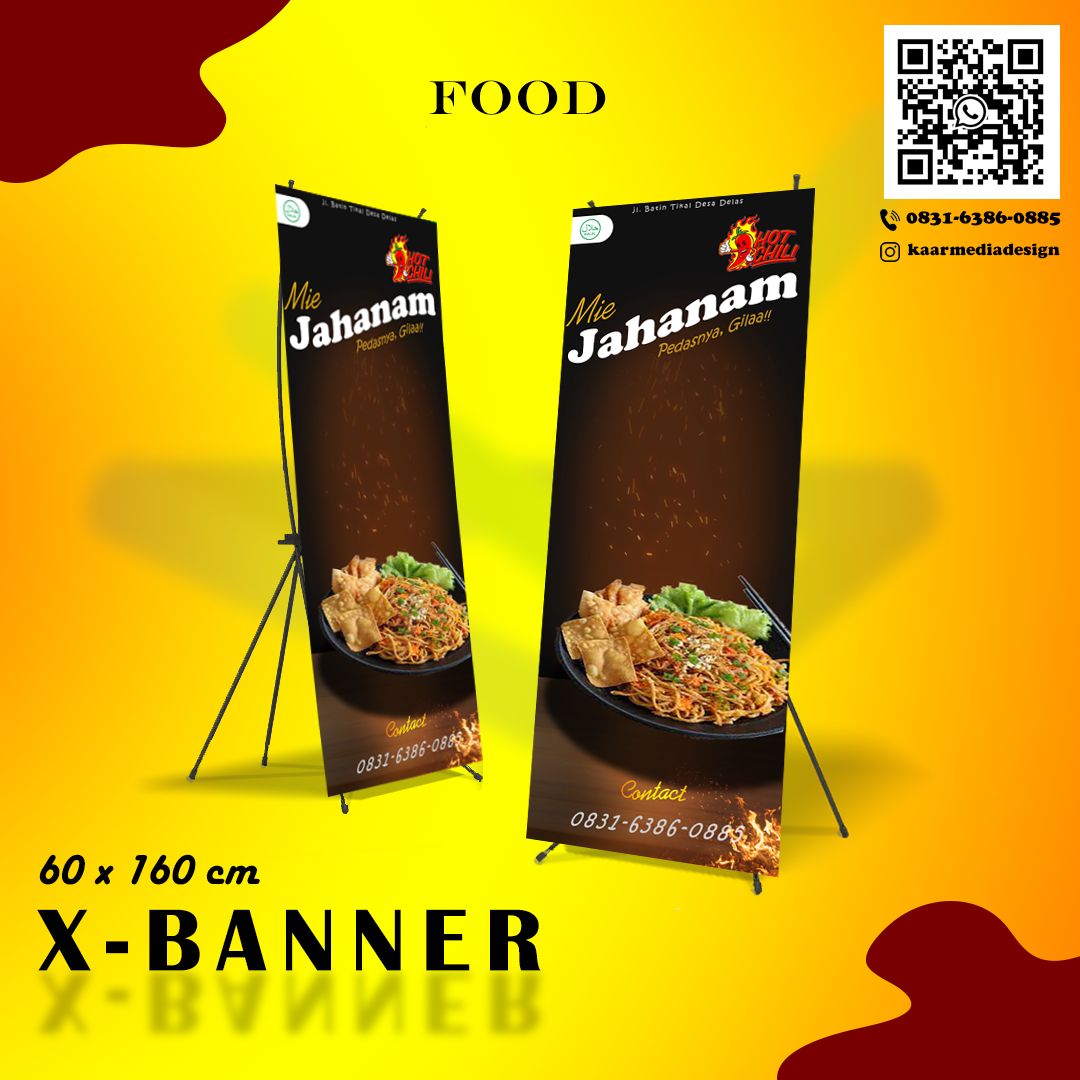 FOOD
0831-6386-0885
kaarmediadesign
Jl. Batin Tikal Desa Delas
HOT
CHILI
Mie
Jahanam
Pedasnya, Gilaa!!
Contact
0831-6386-0885
Jl. Batin Tikal Desa Delas
HOT
CHILI
Mie
Jahanam
Pedasnya, Gilaa!!
Contact
0831-6386-0885
60 x 160 cm
X-BANNER